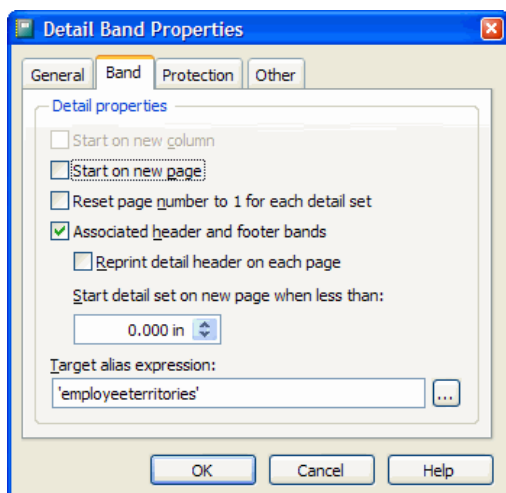 Detail Band Properties
General Band Protection Other
Detail properties
Start on new column
Start on new page
Reset page number to 1 for each detail set
Associated header and footer bands
Reprint detail header on each page
Start detail set on new page when less than:
0.000 in
Target alias expression:
'employeeterritories' ...
OK Cancel Help